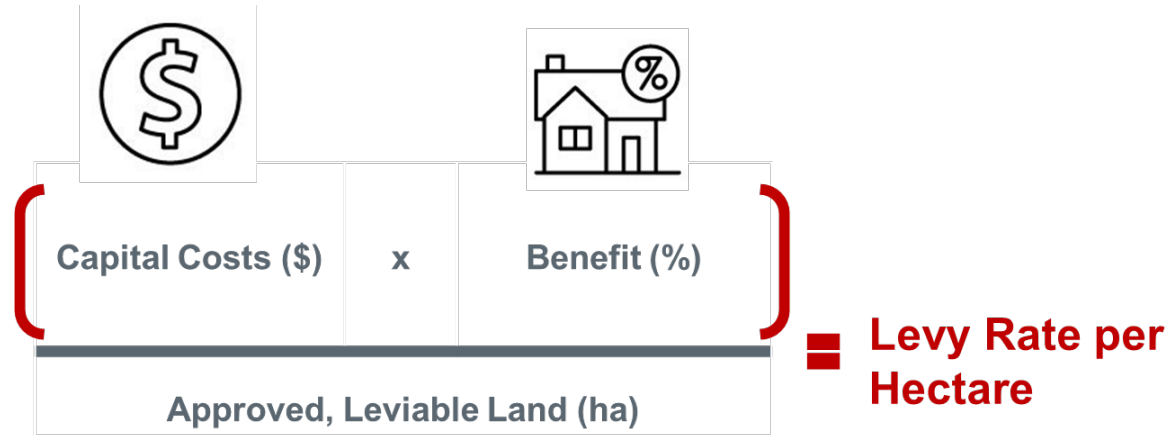 $
%
Capital Costs ($) x Benefit (%)
Approved, Leviable Land (ha)
= Levy Rate per
Hectare